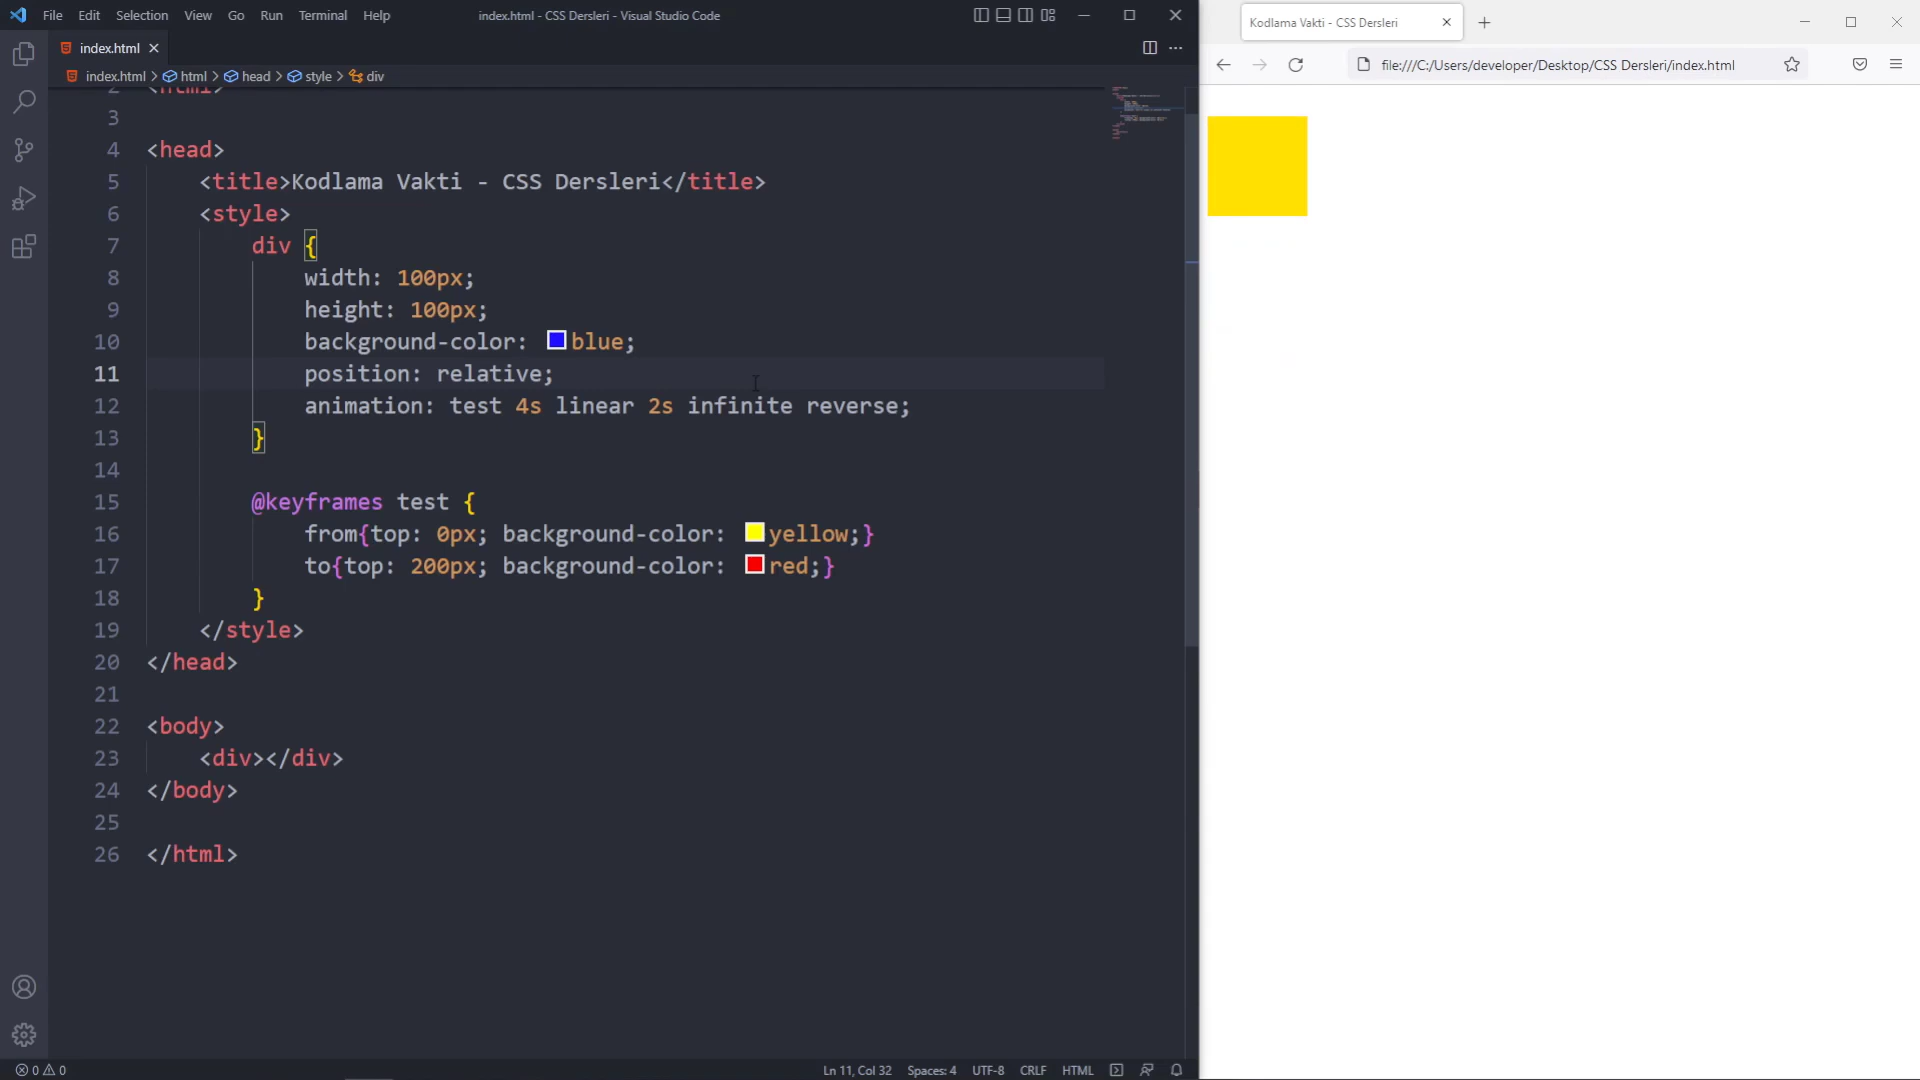 File Edit Selection View Go Run Terminal Help index.html - CSS Dersleri - Visual Studio Code
index.html
index.html > html > head > style > div
2 <html>
3
4 <head>
5 <title>Kodlama Vakti - CSS Dersleri</title>
6 <style>
7 div {
8 width: 100px;
9 height: 100px;
10 background-color: blue;
11 position: relative;
12 animation: test 4s linear 2s infinite reverse;
13 }
14
15 @keyframes test {
16 from{top: 0px; background-color: yellow;}
17 to{top: 200px; background-color: red;}
18 }
19 </style>
20 </head>
21
22 <body>
23 <div></div>
24 </body>
25
26 </html>
0 0 Ln 11, Col 32 Spaces: 4 UTF-8 CRLF HTML
Kodlama Vakti - CSS Dersleri
file:///C:/Users/developer/Desktop/CSS Dersleri/index.html